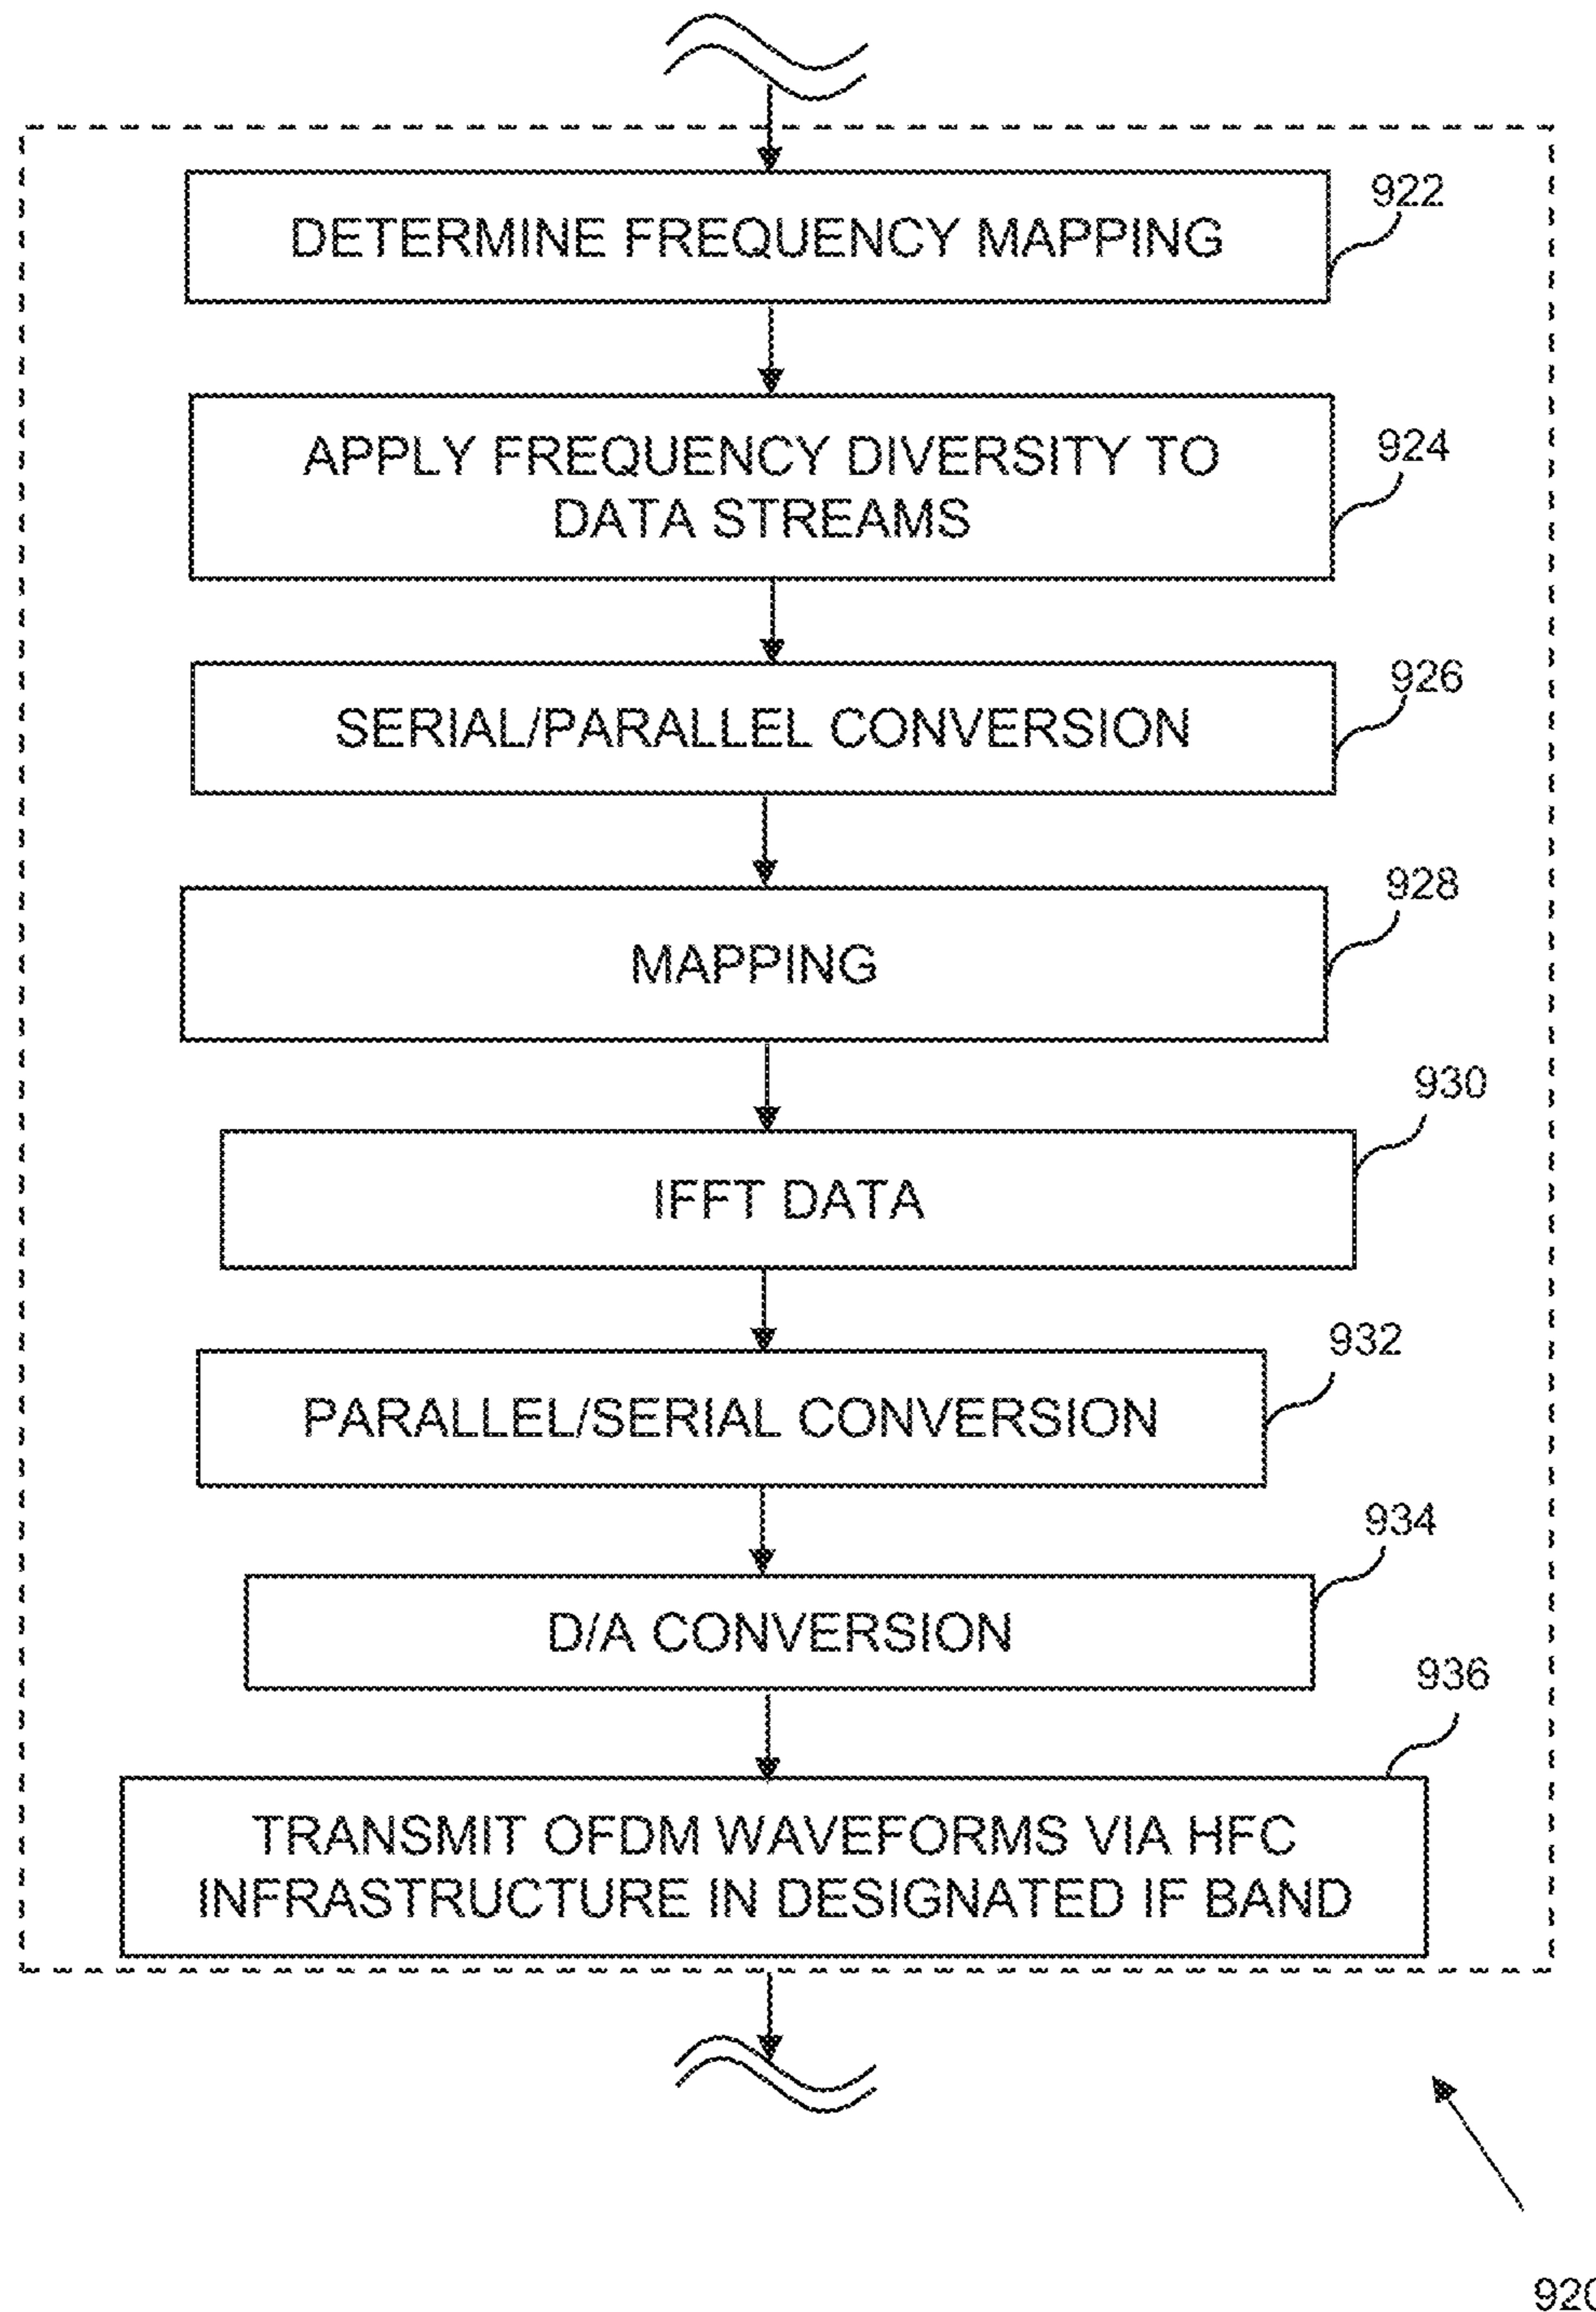 922
DETERMINE FREQUENCY MAPPING
924
APPLY FREQUENCY DIVERSITY TO
DATA STREAMS
926
SERIAL/PARALLEL CONVERSION
928
MAPPING
930
IFFT DATA
932
PARALLEL/SERIAL CONVERSION
934
D/A CONVERSION
936
TRANSMIT OFDM WAVEFORMS VIA HFC
INFRASTRUCTURE IN DESIGNATED IF BAND
920